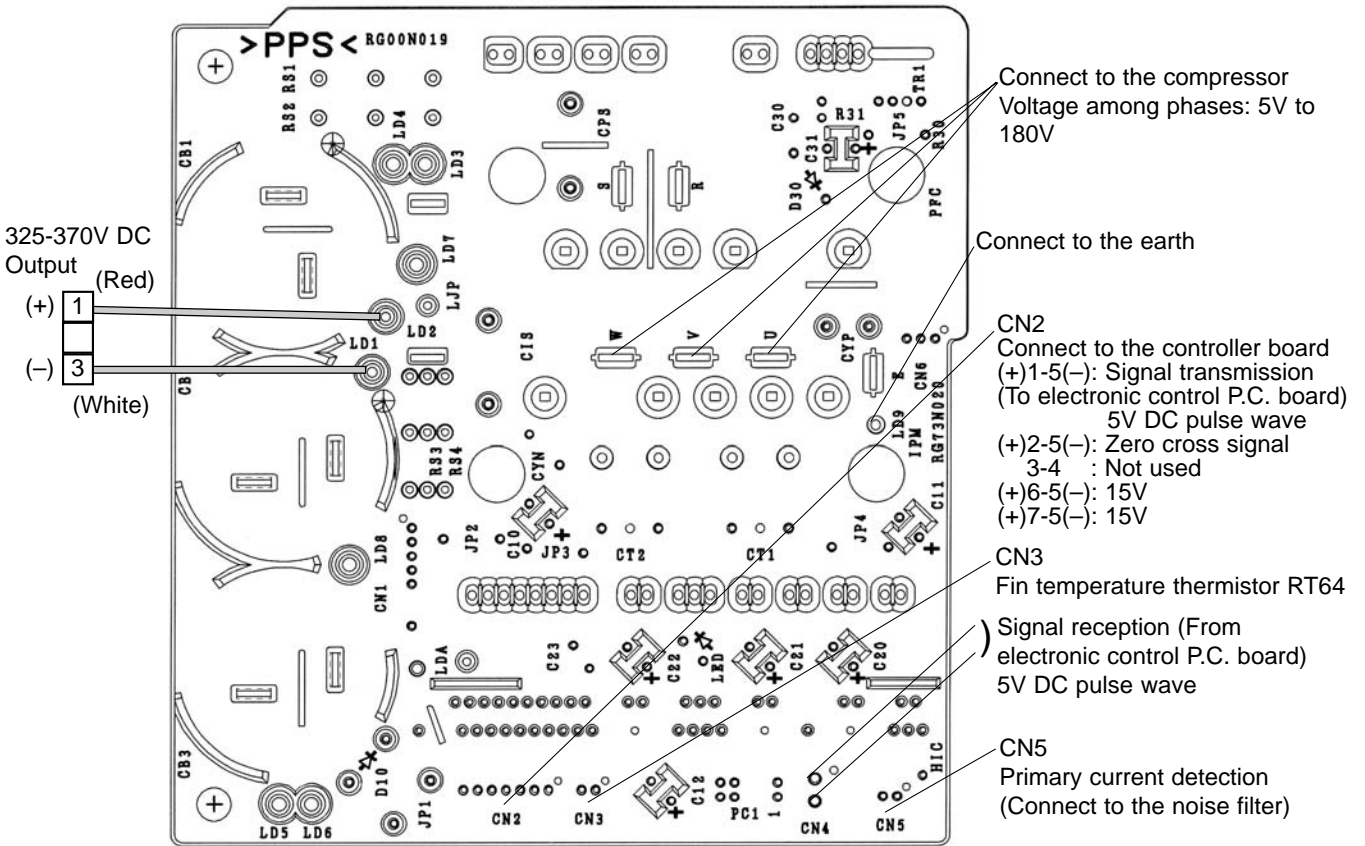 >PPS< RG00N019
RS1
RS2
LD4
LD3
CB1
CPS
S
R
C30
R31
C31
D30
JP5
TR1
R30
PFC
Connect to the compressor
Voltage among phases: 5V to
180V
325-370V DC
Output
(Red)
(+) 1
(–) 3
(White)
LD7
LJP
LD2
LD1
CB
CIS
W
V
U
CYP
E
CN6
LD9
IPM
RG73N020
Connect to the earth
CN2
Connect to the controller board
(+)1-5(–): Signal transmission
(To electronic control P.C. board)
5V DC pulse wave
(+)2-5(–): Zero cross signal
3-4 : Not used
(+)6-5(–): 15V
(+)7-5(–): 15V
RS3
RS4
CYN
JP2
C10
JP3
CT2
CT1
JP4
C11
LD8
CN1
CN3
Fin temperature thermistor RT64
LDA
C23
C22
LED
C21
C20
Signal reception (From
electronic control P.C. board)
5V DC pulse wave
)
CB3
D10
LD5
LD6
JP1
CN2
CN3
C12
PC1
1
CN4
CN5
HIC
CN5
Primary current detection
(Connect to the noise filter)